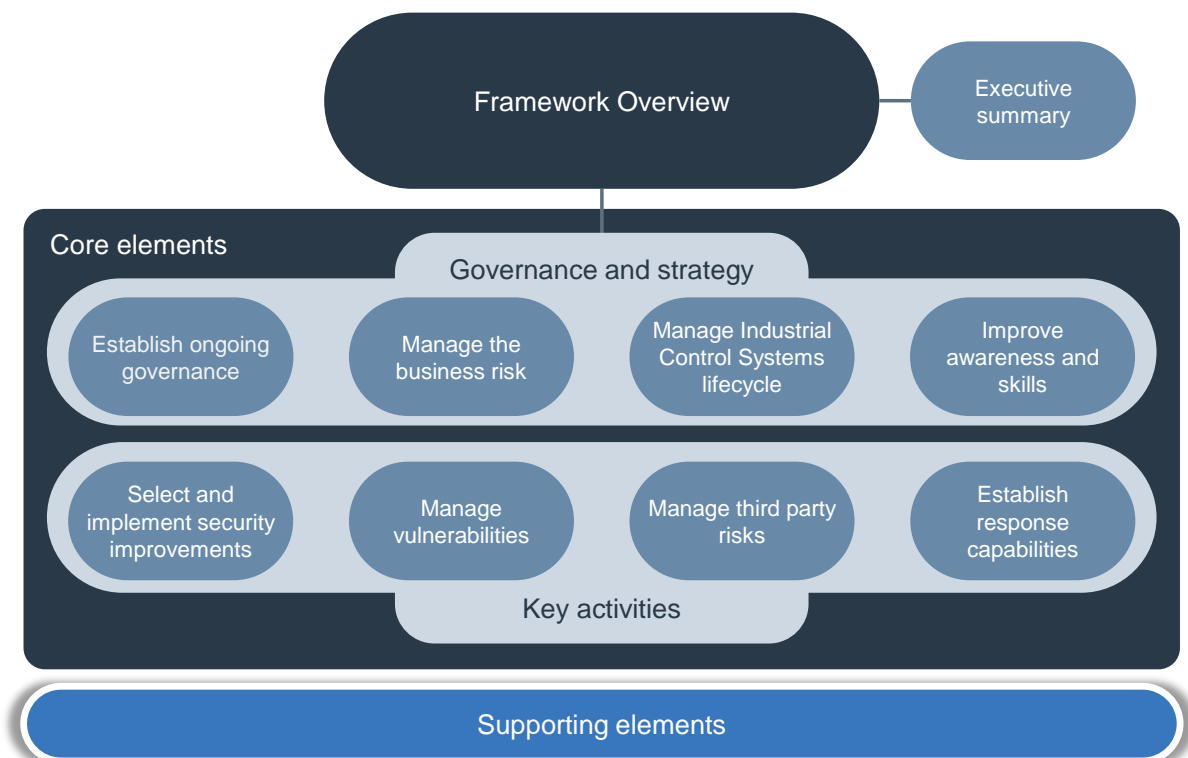 Framework Overview
Executive
summary
Core elements
Governance and strategy
Establish ongoing
governance
Manage the
business risk
Manage Industrial
Control Systems
lifecycle
Improve
awareness and
skills
Select and
implement security
improvements
Manage
vulnerabilities
Manage third party
risks
Establish
response
capabilities
Key activities
Supporting elements